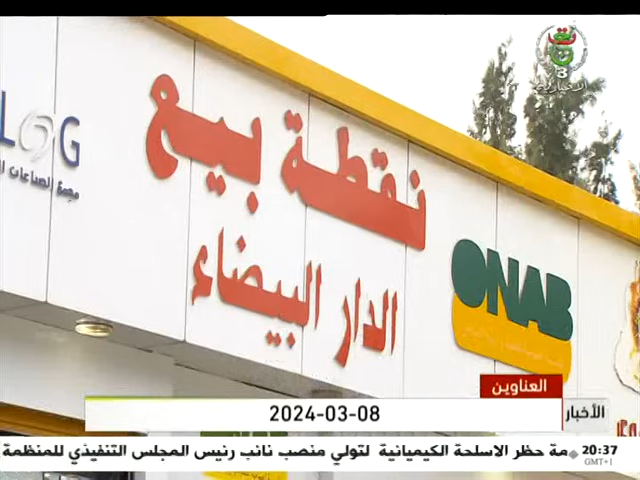 نقطة بيع
الدار البيضاء
ONAB
LOG
العناوين
الأخبار
2024-03-08
مة حظر الاسلحة الكيميائية لتولي منصب نائب رئيس المجلس التنفيذي للمنظمة
20:37
GMT+1